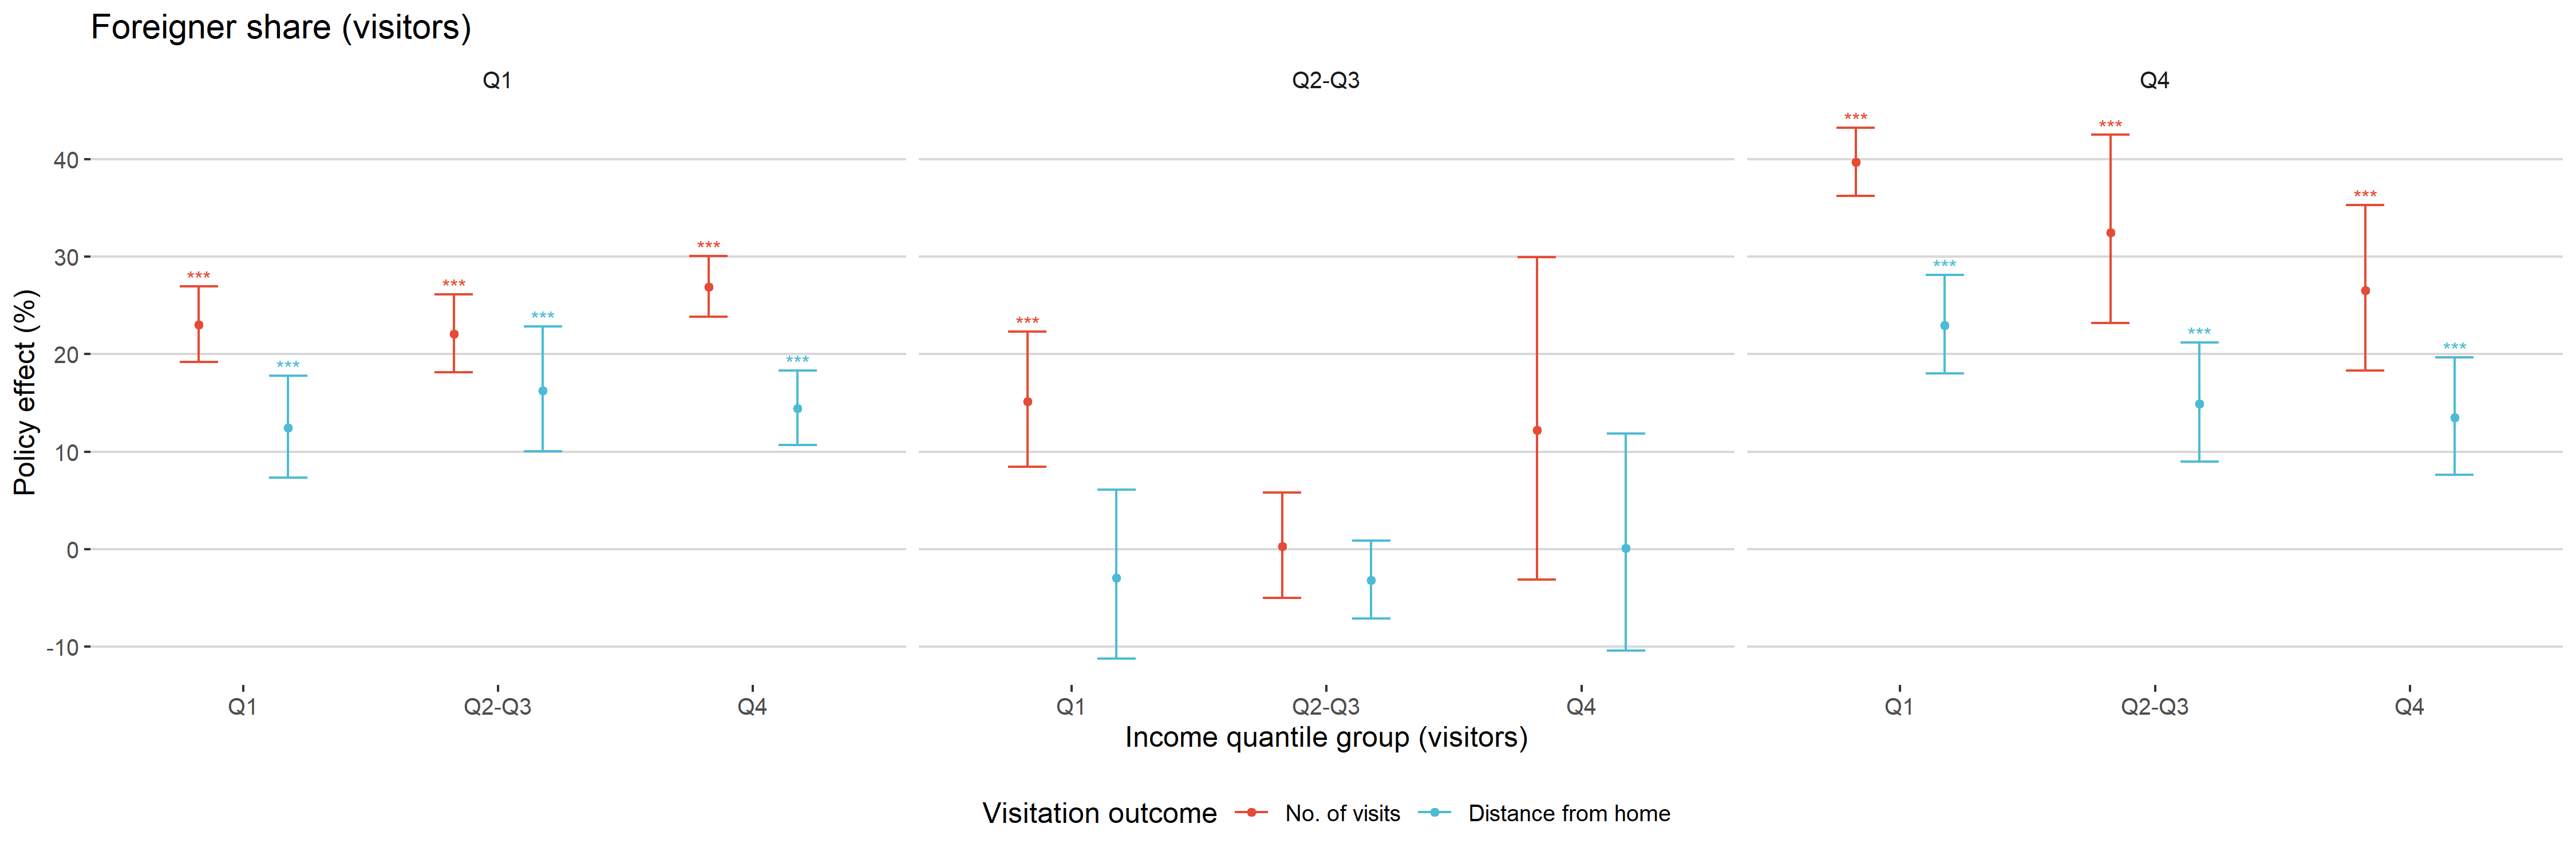 Foreigner share (visitors)
Q1 Q2-Q3 Q4
Policy effect (%)
40
30
20
10
0
-10
*** *** *** *** *** ***
***
*** *** *** *** *** ***
Q1 Q2-Q3 Q4 Q1 Q2-Q3 Q4 Q1 Q2-Q3 Q4
Income quantile group (visitors)
Visitation outcome No. of visits Distance from home